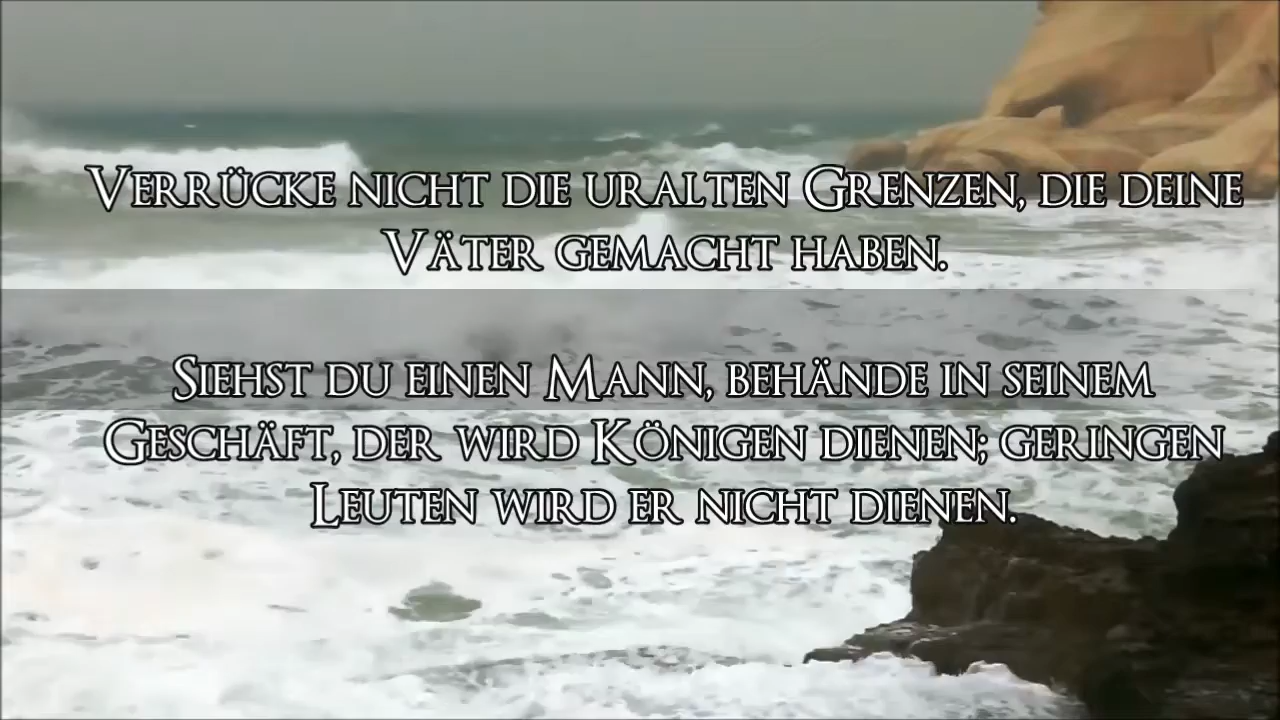 Verrücke nicht die uralten Grenzen, die deine
Väter gemacht haben.
Siehst du einen Mann, behände in seinem
Geschäft, der wird Königen dienen; geringen
Leuten wird er nicht dienen.